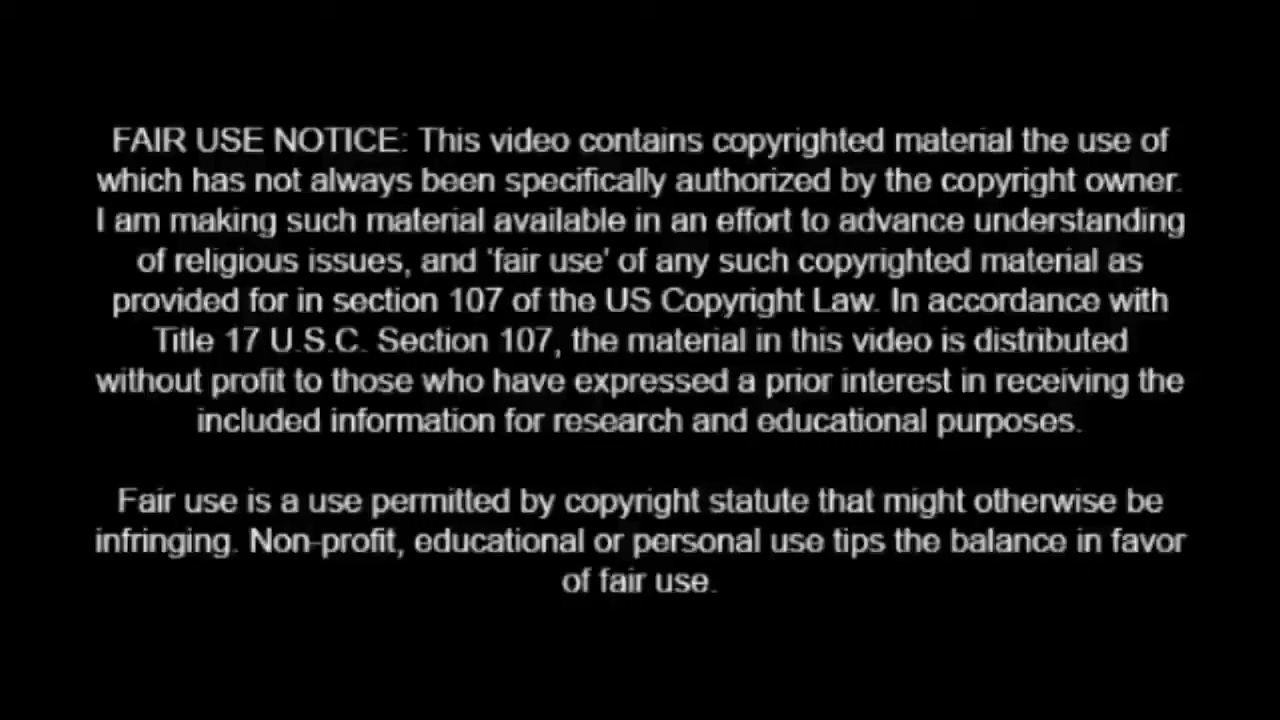 FAIR USE NOTICE: This video contains copyrighted material the use of
which has not always been specifically authorized by the copyright owner.
I am making such material available in an effort to advance understanding
of religious issues, and 'fair use' of any such copyrighted material as
provided for in section 107 of the US Copyright Law. In accordance with
Title 17 U.S.C. Section 107, the material in this video is distributed
without profit to those who have expressed a prior interest in receiving the
included information for research and educational purposes.
Fair use is a use permitted by copyright statute that might otherwise be
infringing. Non-profit, educational or personal use tips the balance in favor
of fair use.